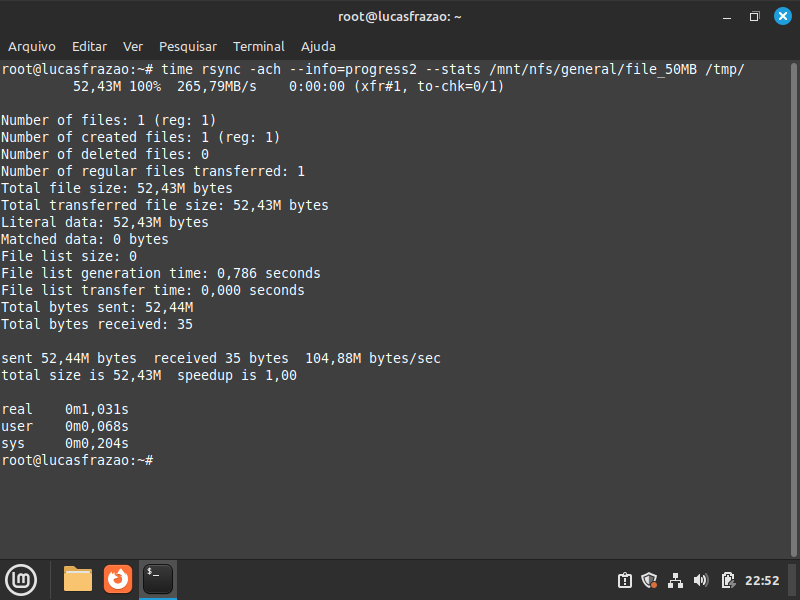 root@lucasfrazao: ~
Arquivo Editar Ver Pesquisar Terminal Ajuda
root@lucasfrazao:~# time rsync -ach --info=progress2 --stats /mnt/nfs/general/file_50MB /tmp/
         52,43M 100%  265,79MB/s    0:00:00 (xfr#1, to-chk=0/1)
Number of files: 1 (reg: 1)
Number of created files: 1 (reg: 1)
Number of deleted files: 0
Number of regular files transferred: 1
Total file size: 52,43M bytes
Total transferred file size: 52,43M bytes
Literal data: 52,43M bytes
Matched data: 0 bytes
File list size: 0
File list generation time: 0,786 seconds
File list transfer time: 0,000 seconds
Total bytes sent: 52,44M
Total bytes received: 35
sent 52,44M bytes  received 35 bytes  104,88M bytes/sec
total size is 52,43M  speedup is 1,00
real    0m1,031s
user    0m0,068s
sys     0m0,204s
root@lucasfrazao:~#
$_
22:52